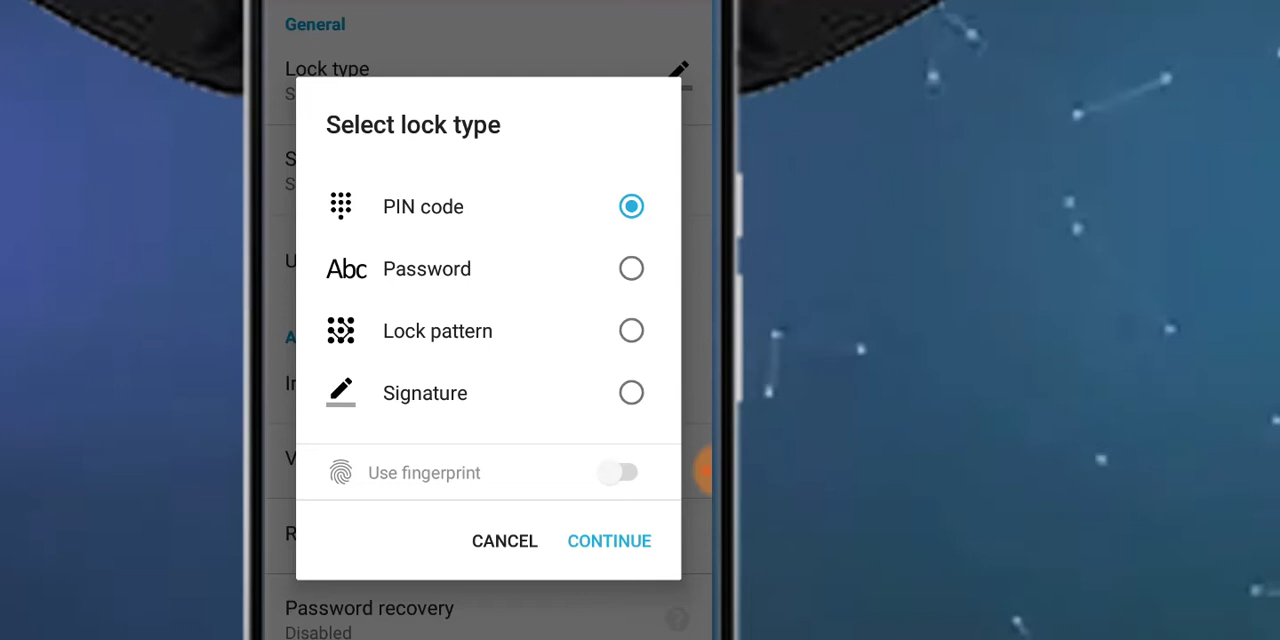 General
Lock type
S
Select lock type
S
S
PIN code
U
Abc Password
Lock pattern
A
In
Signature
V
Use fingerprint
R
CANCEL CONTINUE
Password recovery
Disabled